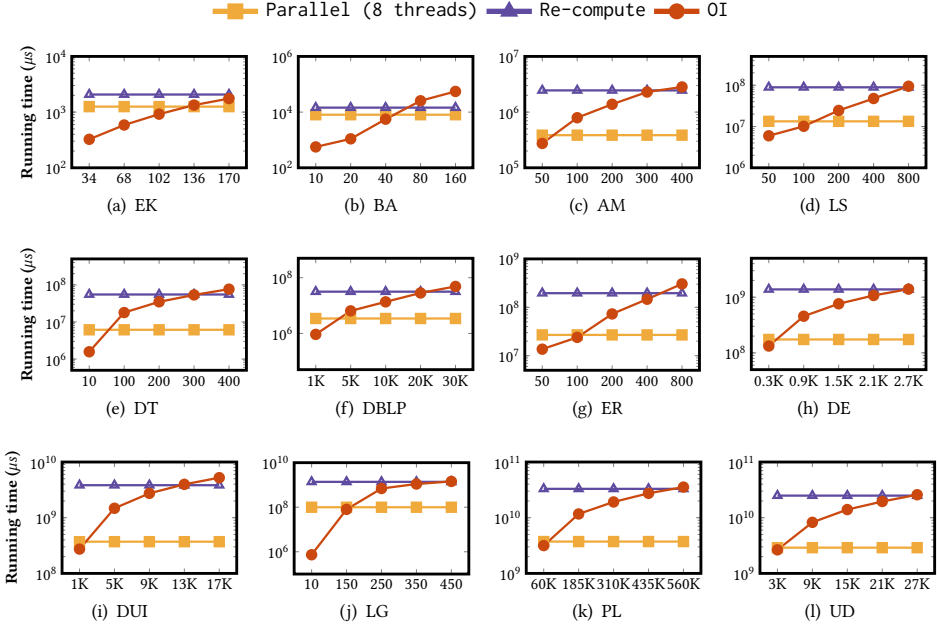 Parallel (8 threads) Re-compute OI
Running time (μs)
10^4
10^3
10^2
34 68 102 136 170
(a) EK
10^6
10^4
10^2
10 20 40 80 160
(b) BA
10^7
10^6
10^5
50 100 200 300 400
(c) AM
10^8
10^7
10^6
50 100 200 400 800
(d) LS
Running time (μs)
10^8
10^7
10^6
10 100 200 300 400
(e) DT
10^8
10^6
1K 5K 10K 20K 30K
(f) DBLP
10^9
10^8
10^7
50 100 200 400 800
(g) ER
10^9
10^8
0.3K 0.9K 1.5K 2.1K 2.7K
(h) DE
Running time (μs)
10^10
10^9
10^8
1K 5K 9K 13K 17K
(i) DUI
10^10
10^8
10^6
10 150 250 350 450
(j) LG
10^11
10^10
10^9
60K 185K 310K 435K 560K
(k) PL
10^11
10^10
10^9
3K 9K 15K 21K 27K
(l) UD